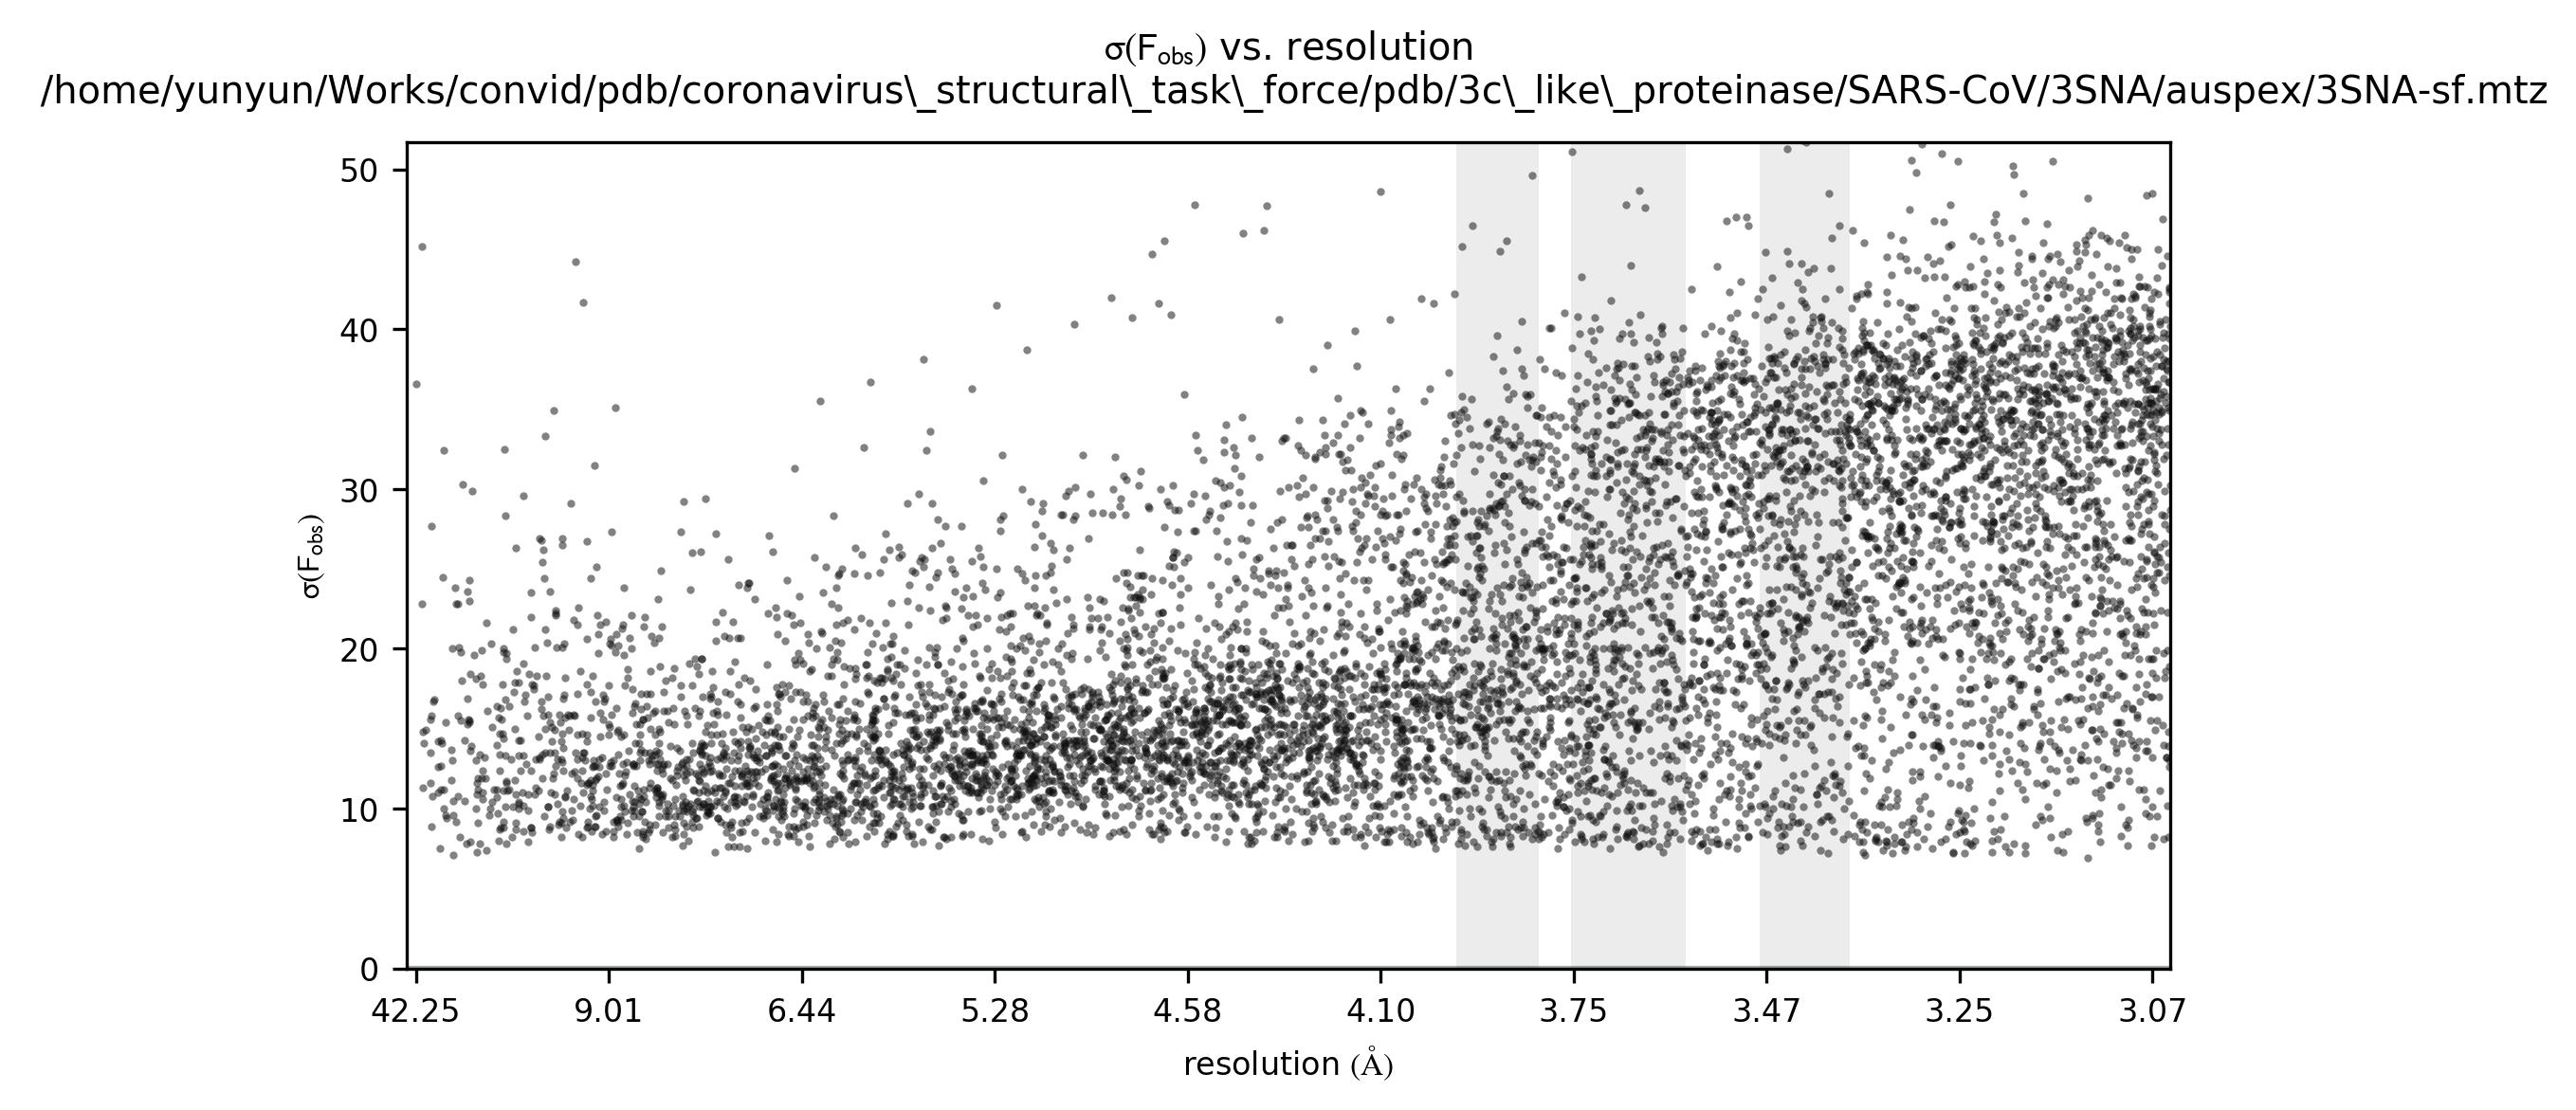 σ(F_obs) vs. resolution
/home/yunyun/Works/convid/pdb/coronavirus\_structural\_task\_force/pdb/3c\_like\_proteinase/SARS-CoV/3SNA/auspex/3SNA-sf.mtz
50
40
30
20
10
0
σ(F_obs)
42.25 9.01 6.44 5.28 4.58 4.10 3.75 3.47 3.25 3.07
resolution (Å)